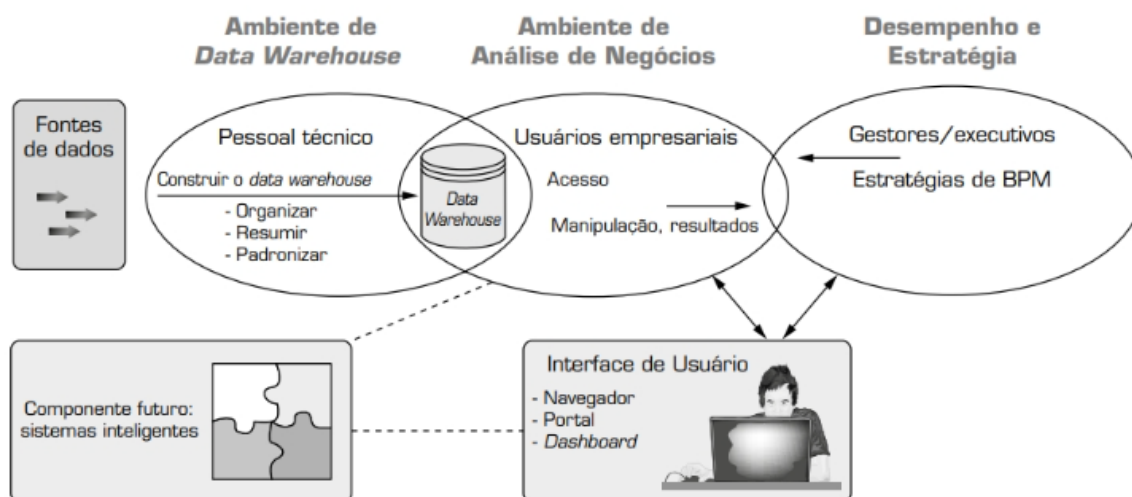 Ambiente de
Data Warehouse
Ambiente de
Análise de Negócios
Desempenho e
Estratégia
Fontes
de dados
Pessoal técnico
Construir o data warehouse
- Organizar
- Resumir
- Padronizar
Data
Warehouse
Usuários empresariais
Acesso
Manipulação, resultados
Gestores/executivos
Estratégias de BPM
Componente futuro:
sistemas inteligentes
Interface de Usuário
- Navegador
- Portal
- Dashboard